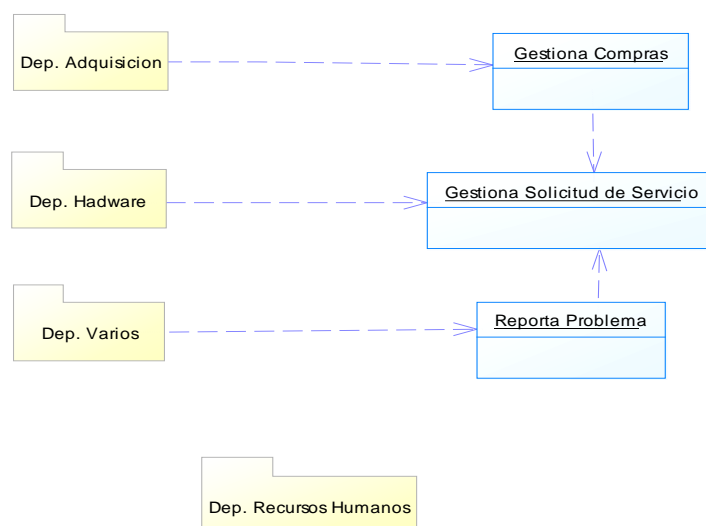 Dep. Adquisicion
Gestiona Compras
Dep. Hadware
Gestiona Solicitud de Servicio
Dep. Varios
Reporta Problema
Dep. Recursos Humanos